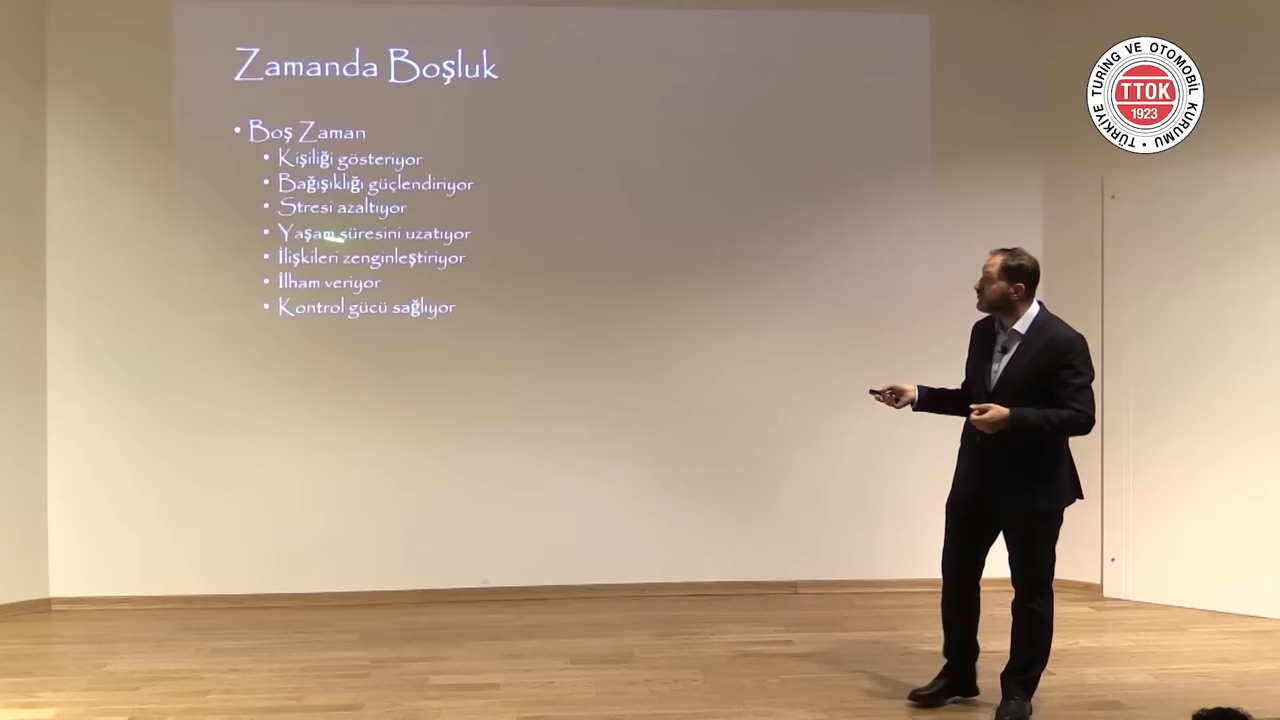 Zamanda Boşluk
• Boş Zaman
• Kişiliği gösteriyor
• Bağışıklığı güçlendiriyor
• Stresi azaltıyor
• Yaşam süresini uzatıyor
• İlişkileri zenginleştiriyor
• İlham veriyor
• Kontrol gücü sağlıyor
TÜRKİYE TURİNG VE OTOMOBİL KURUMU •
TTOK
1923